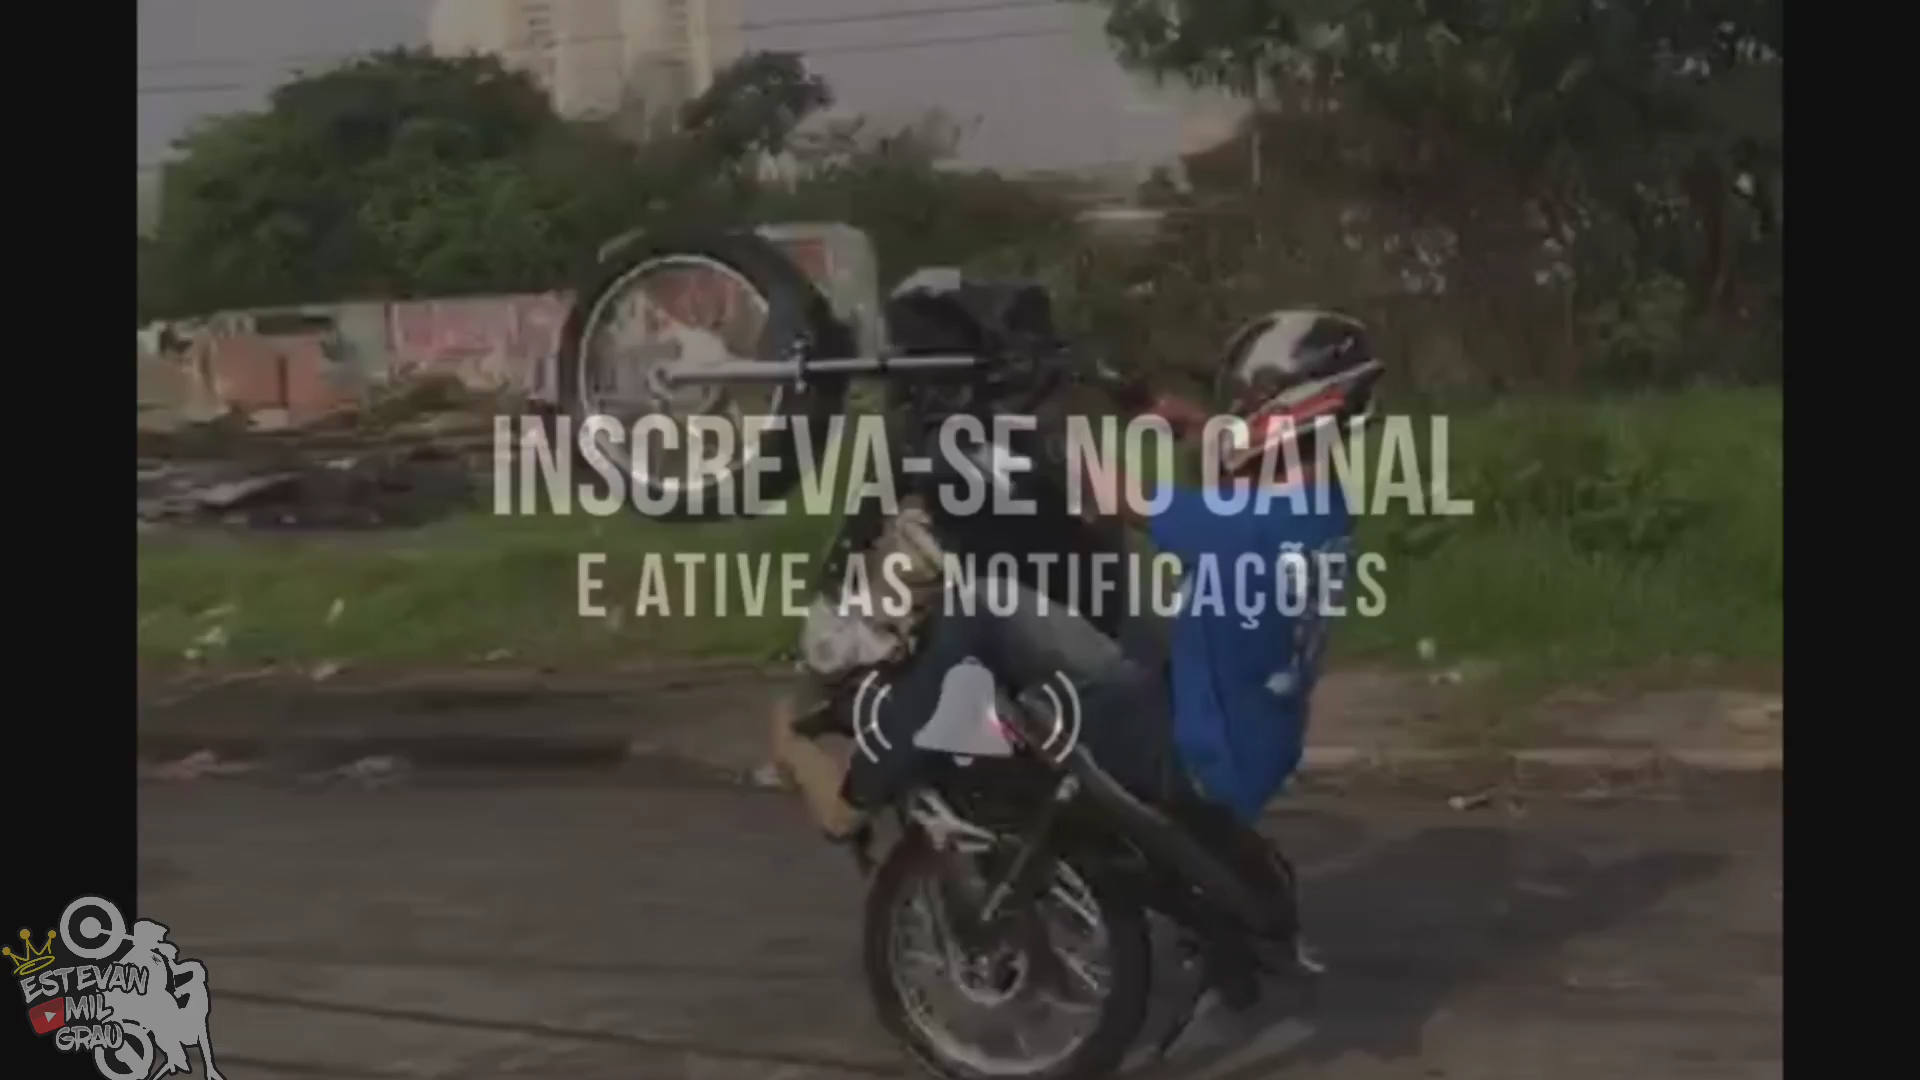 INSCREVA-SE NO CANAL
E ATIVE AS NOTIFICAÇÕES
ESTEVAN
MIL
GRAU